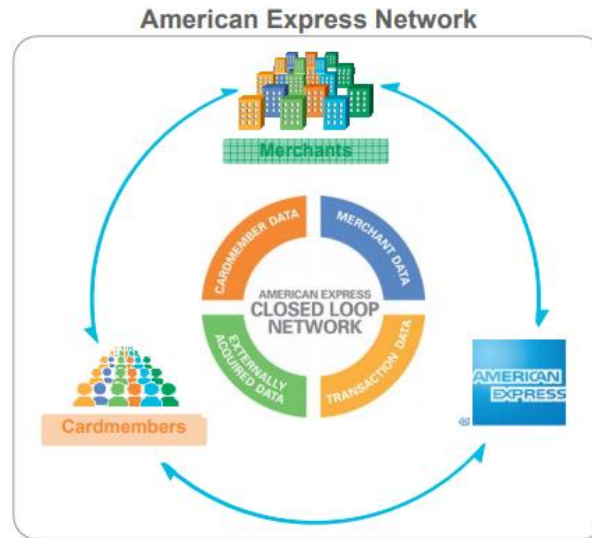 American Express Network
Merchants
CARDMEMBER DATA
MERCHANT DATA
AMERICAN EXPRESS
CLOSED LOOP
NETWORK
EXTERNALLY
ACQUIRED DATA
TRANSACTION DATA
AMERICAN
EXPRESS
®
Cardmembers